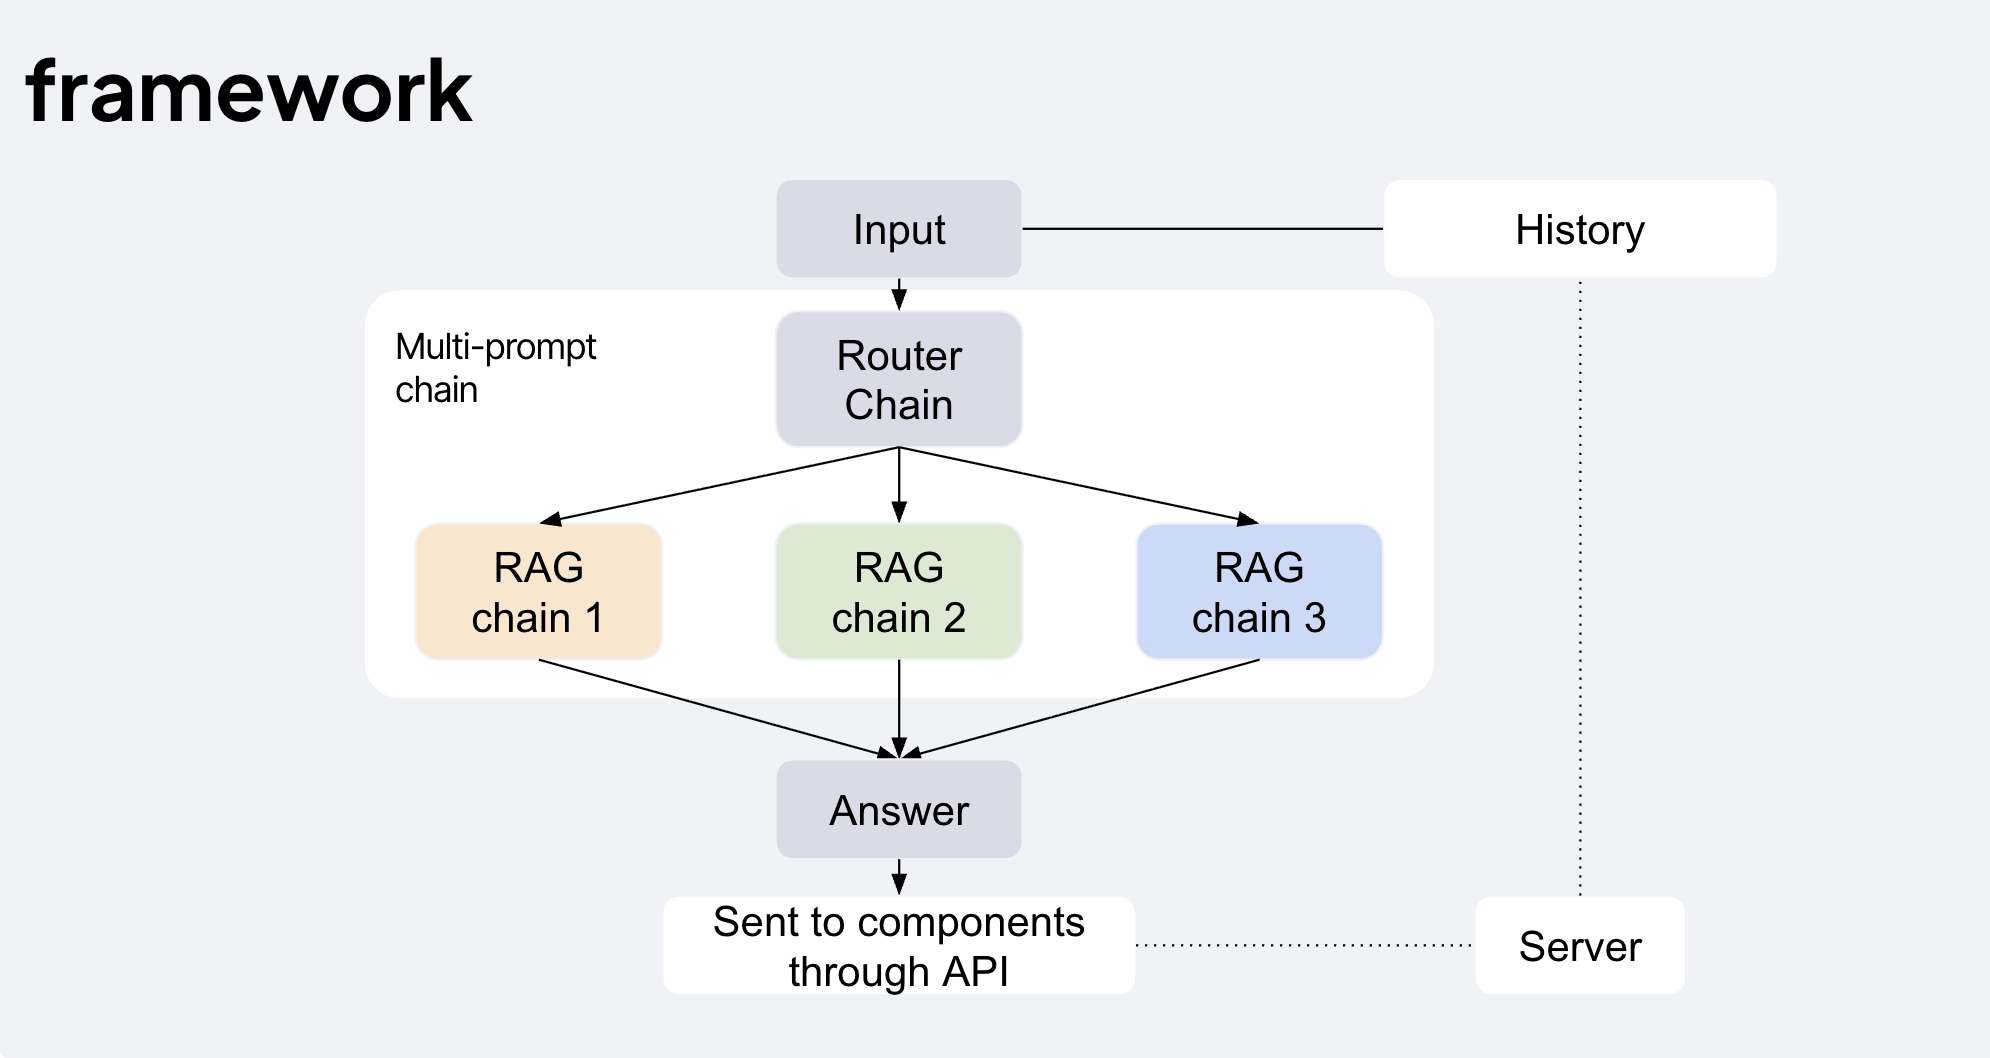 framework
Input
History
Multi-prompt
chain
Router
Chain
RAG
chain 1
RAG
chain 2
RAG
chain 3
Answer
Sent to components
through API
Server